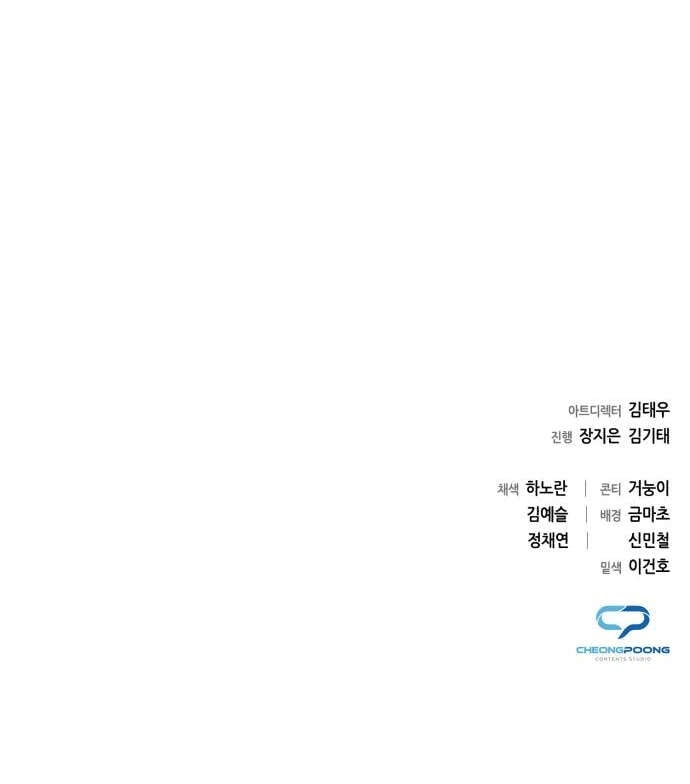 아트디렉터 김태우
진행 장지은 김기태
채색 하노란 | 콘티 거눙이
김예슬 | 배경 금마초
정채연 | 신민철
밑색 이건호
CHEONGPOONG
CONTENTS STUDIO